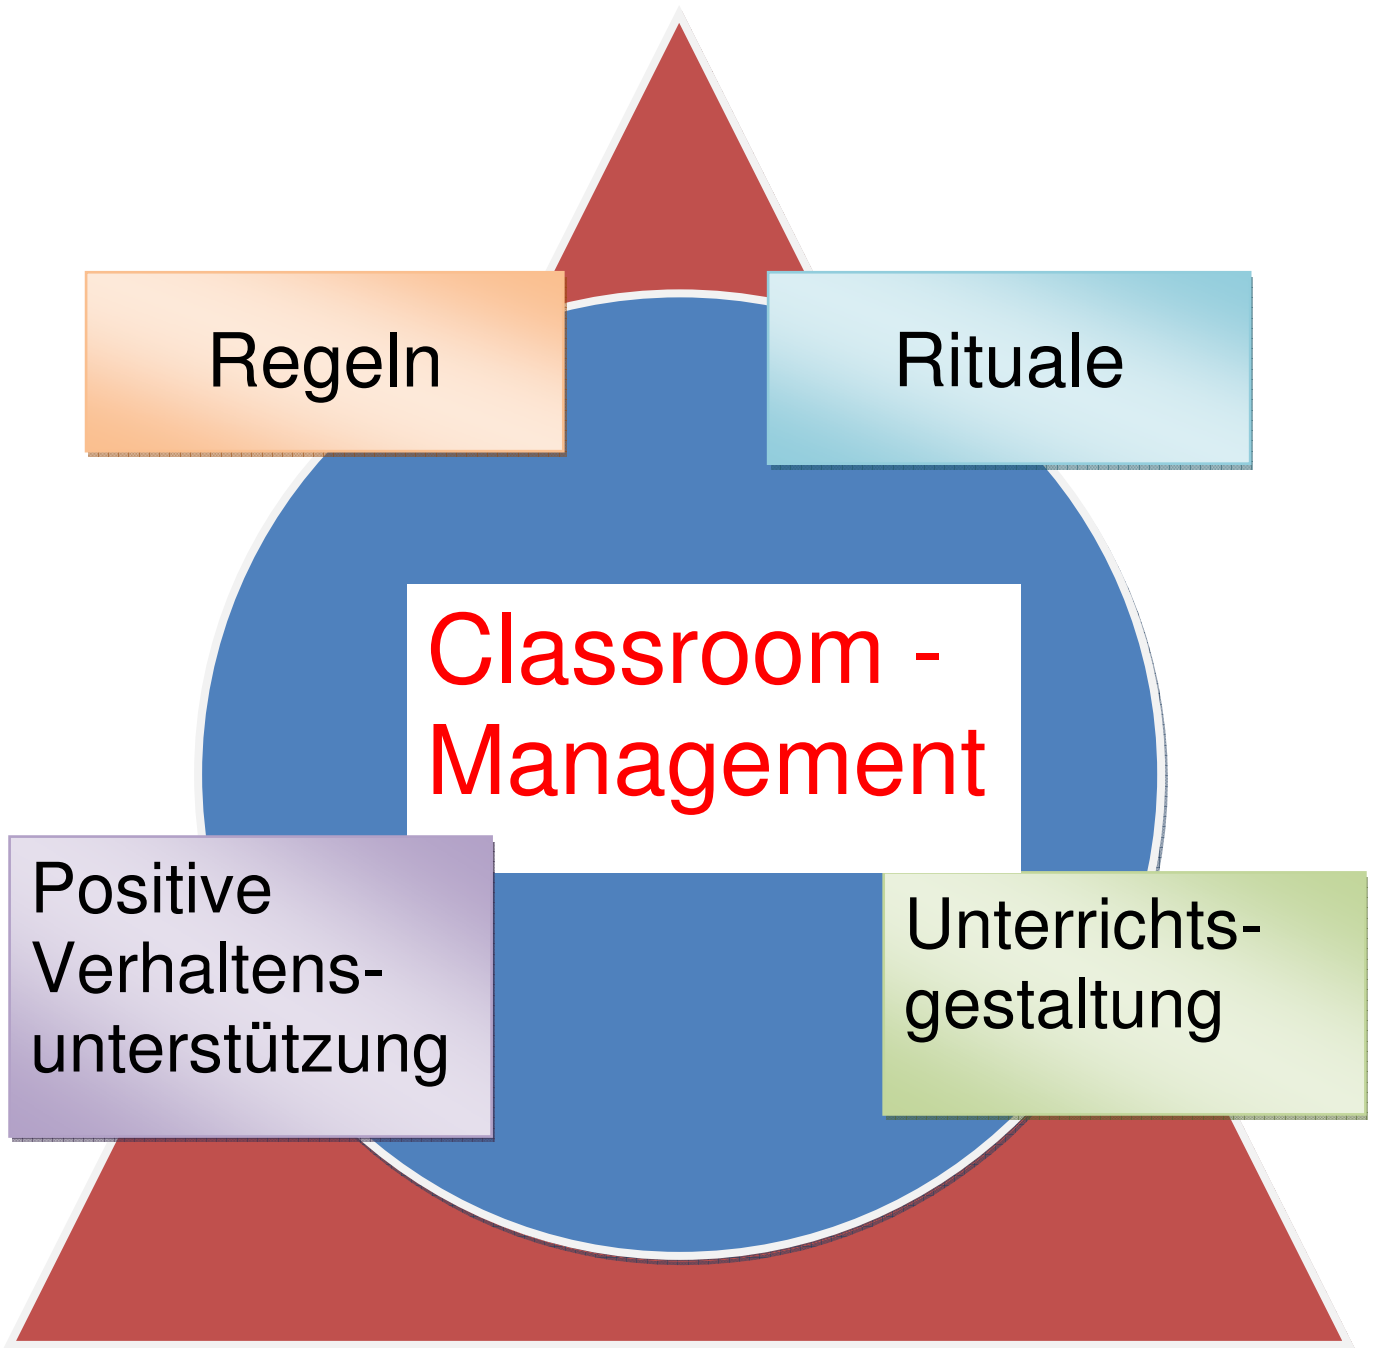 Regeln
Rituale
Classroom -
Management
Positive
Verhaltens-
unterstützung
Unterrichts-
gestaltung